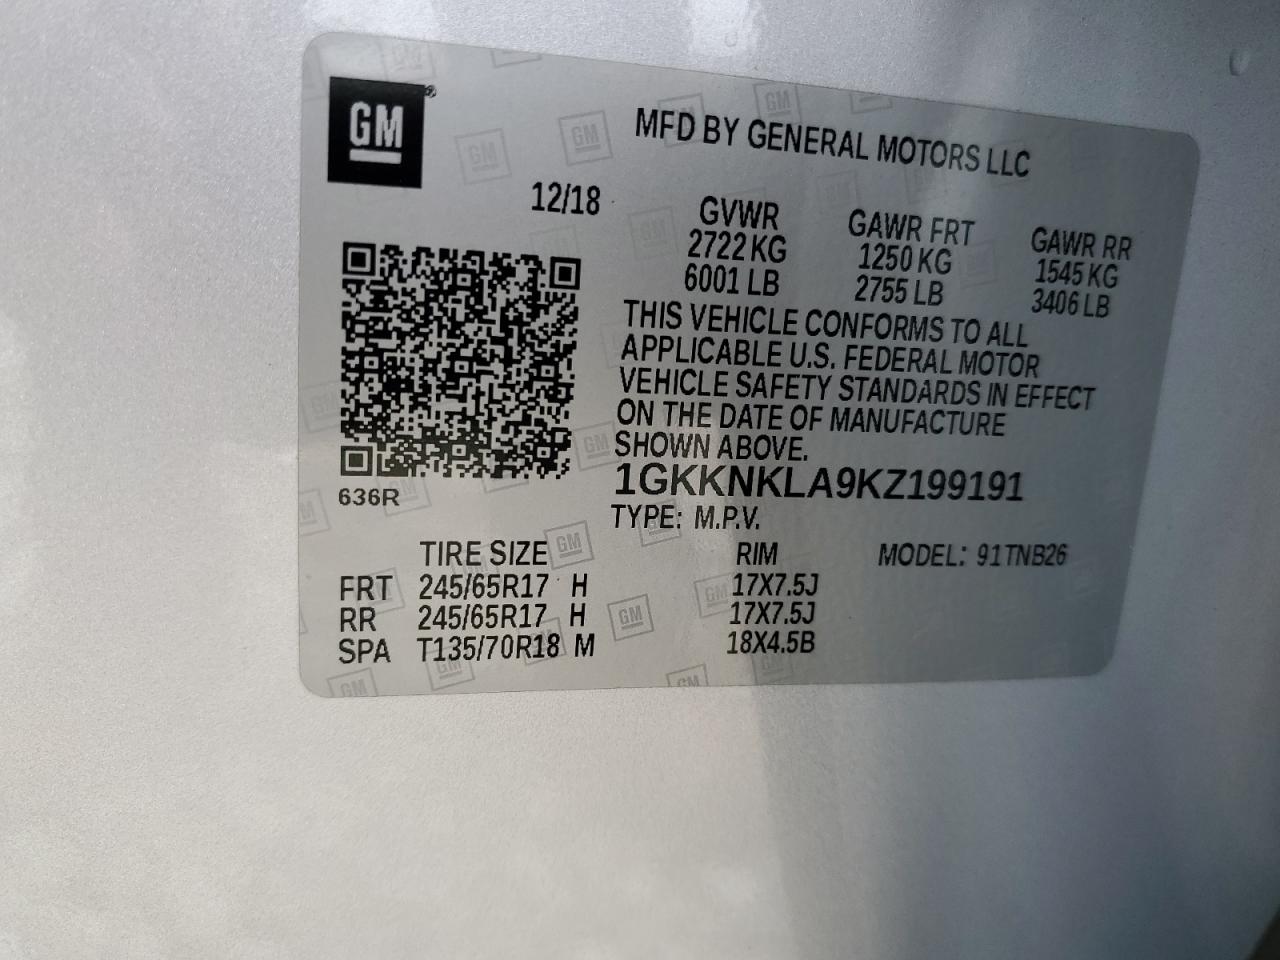 GM
MFD BY GENERAL MOTORS LLC
12/18
GVWR GAWR FRT GAWR RR
2722 KG 1250 KG 1545 KG
6001 LB 2755 LB 3406 LB
THIS VEHICLE CONFORMS TO ALL
APPLICABLE U.S. FEDERAL MOTOR
VEHICLE SAFETY STANDARDS IN EFFECT
ON THE DATE OF MANUFACTURE
SHOWN ABOVE.
1GKKNKLA9KZ199191
636R
TYPE: M.P.V.
TIRE SIZE RIM MODEL: 91TNB26
FRT 245/65R17 H 17X7.5J
RR 245/65R17 H 17X7.5J
SPA T135/70R18 M 18X4.5B